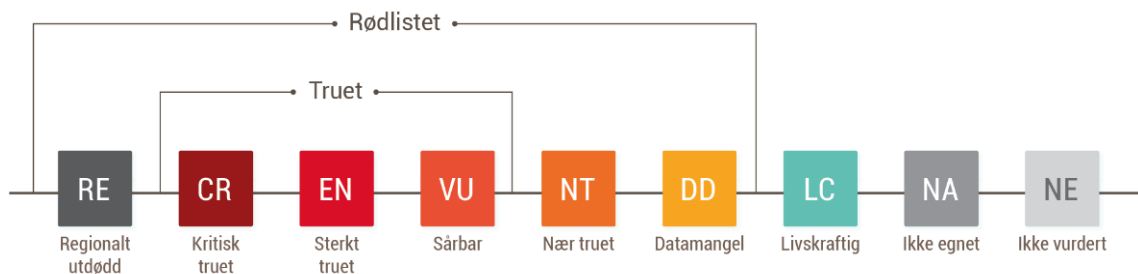 Rødlistet
Truet
RE
CR
EN
VU
NT
DD
LC
NA
NE
Regionalt
utdødd
Kritisk
truet
Sterkt
truet
Sårbar
Nær truet
Datamangel
Livskraftig
Ikke egnet
Ikke vurdert